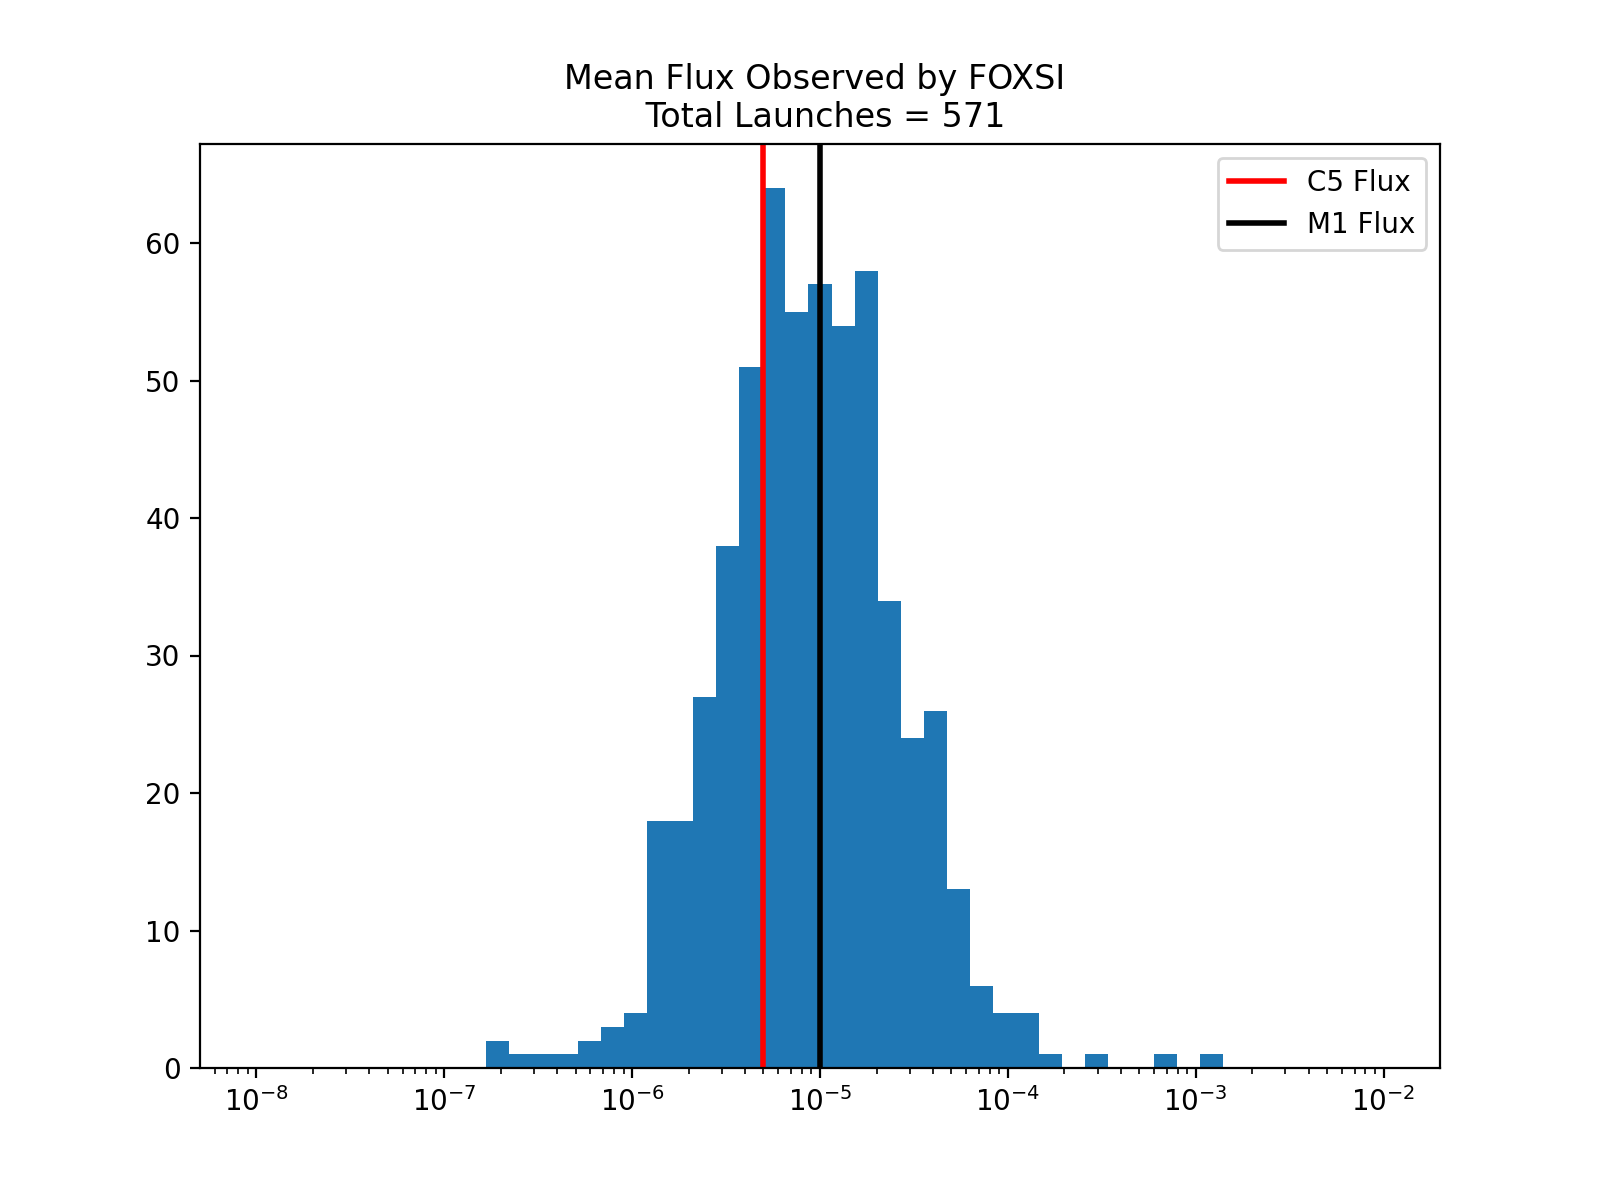 Mean Flux Observed by FOXSI
Total Launches = 571
C5 Flux
M1 Flux
60
50
40
30
20
10
0
10⁻⁸ 10⁻⁷ 10⁻⁶ 10⁻⁵ 10⁻⁴ 10⁻³ 10⁻²